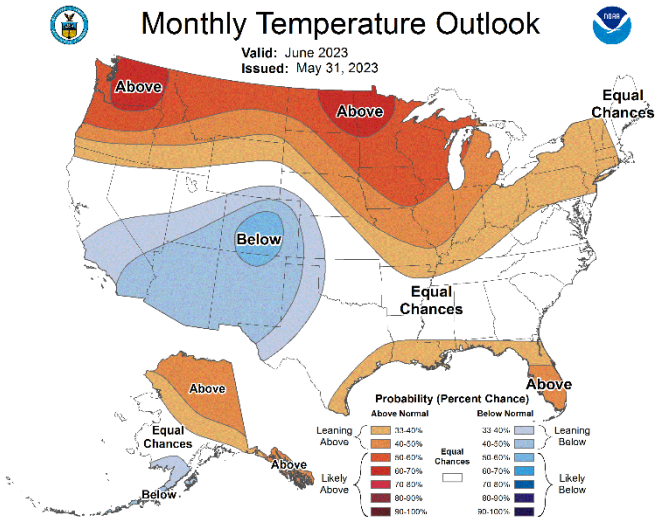 Monthly Temperature Outlook
Valid: June 2023
Issued: May 31, 2023
Above
Above
Equal
Chances
Below
Equal
Chances
Above
Above
Equal
Chances
Above
Below
Probability (Percent Chance)
Above Normal
Below Normal
Leaning
Above
33-40%
40-50%
Likely
Above
50-60%
60-70%
70-80%
80-90%
90-100%
Equal
Chances
33-40%
40-50%
Leaning
Below
50-60%
60-70%
70-80%
80-90%
90-100%
Likely
Below